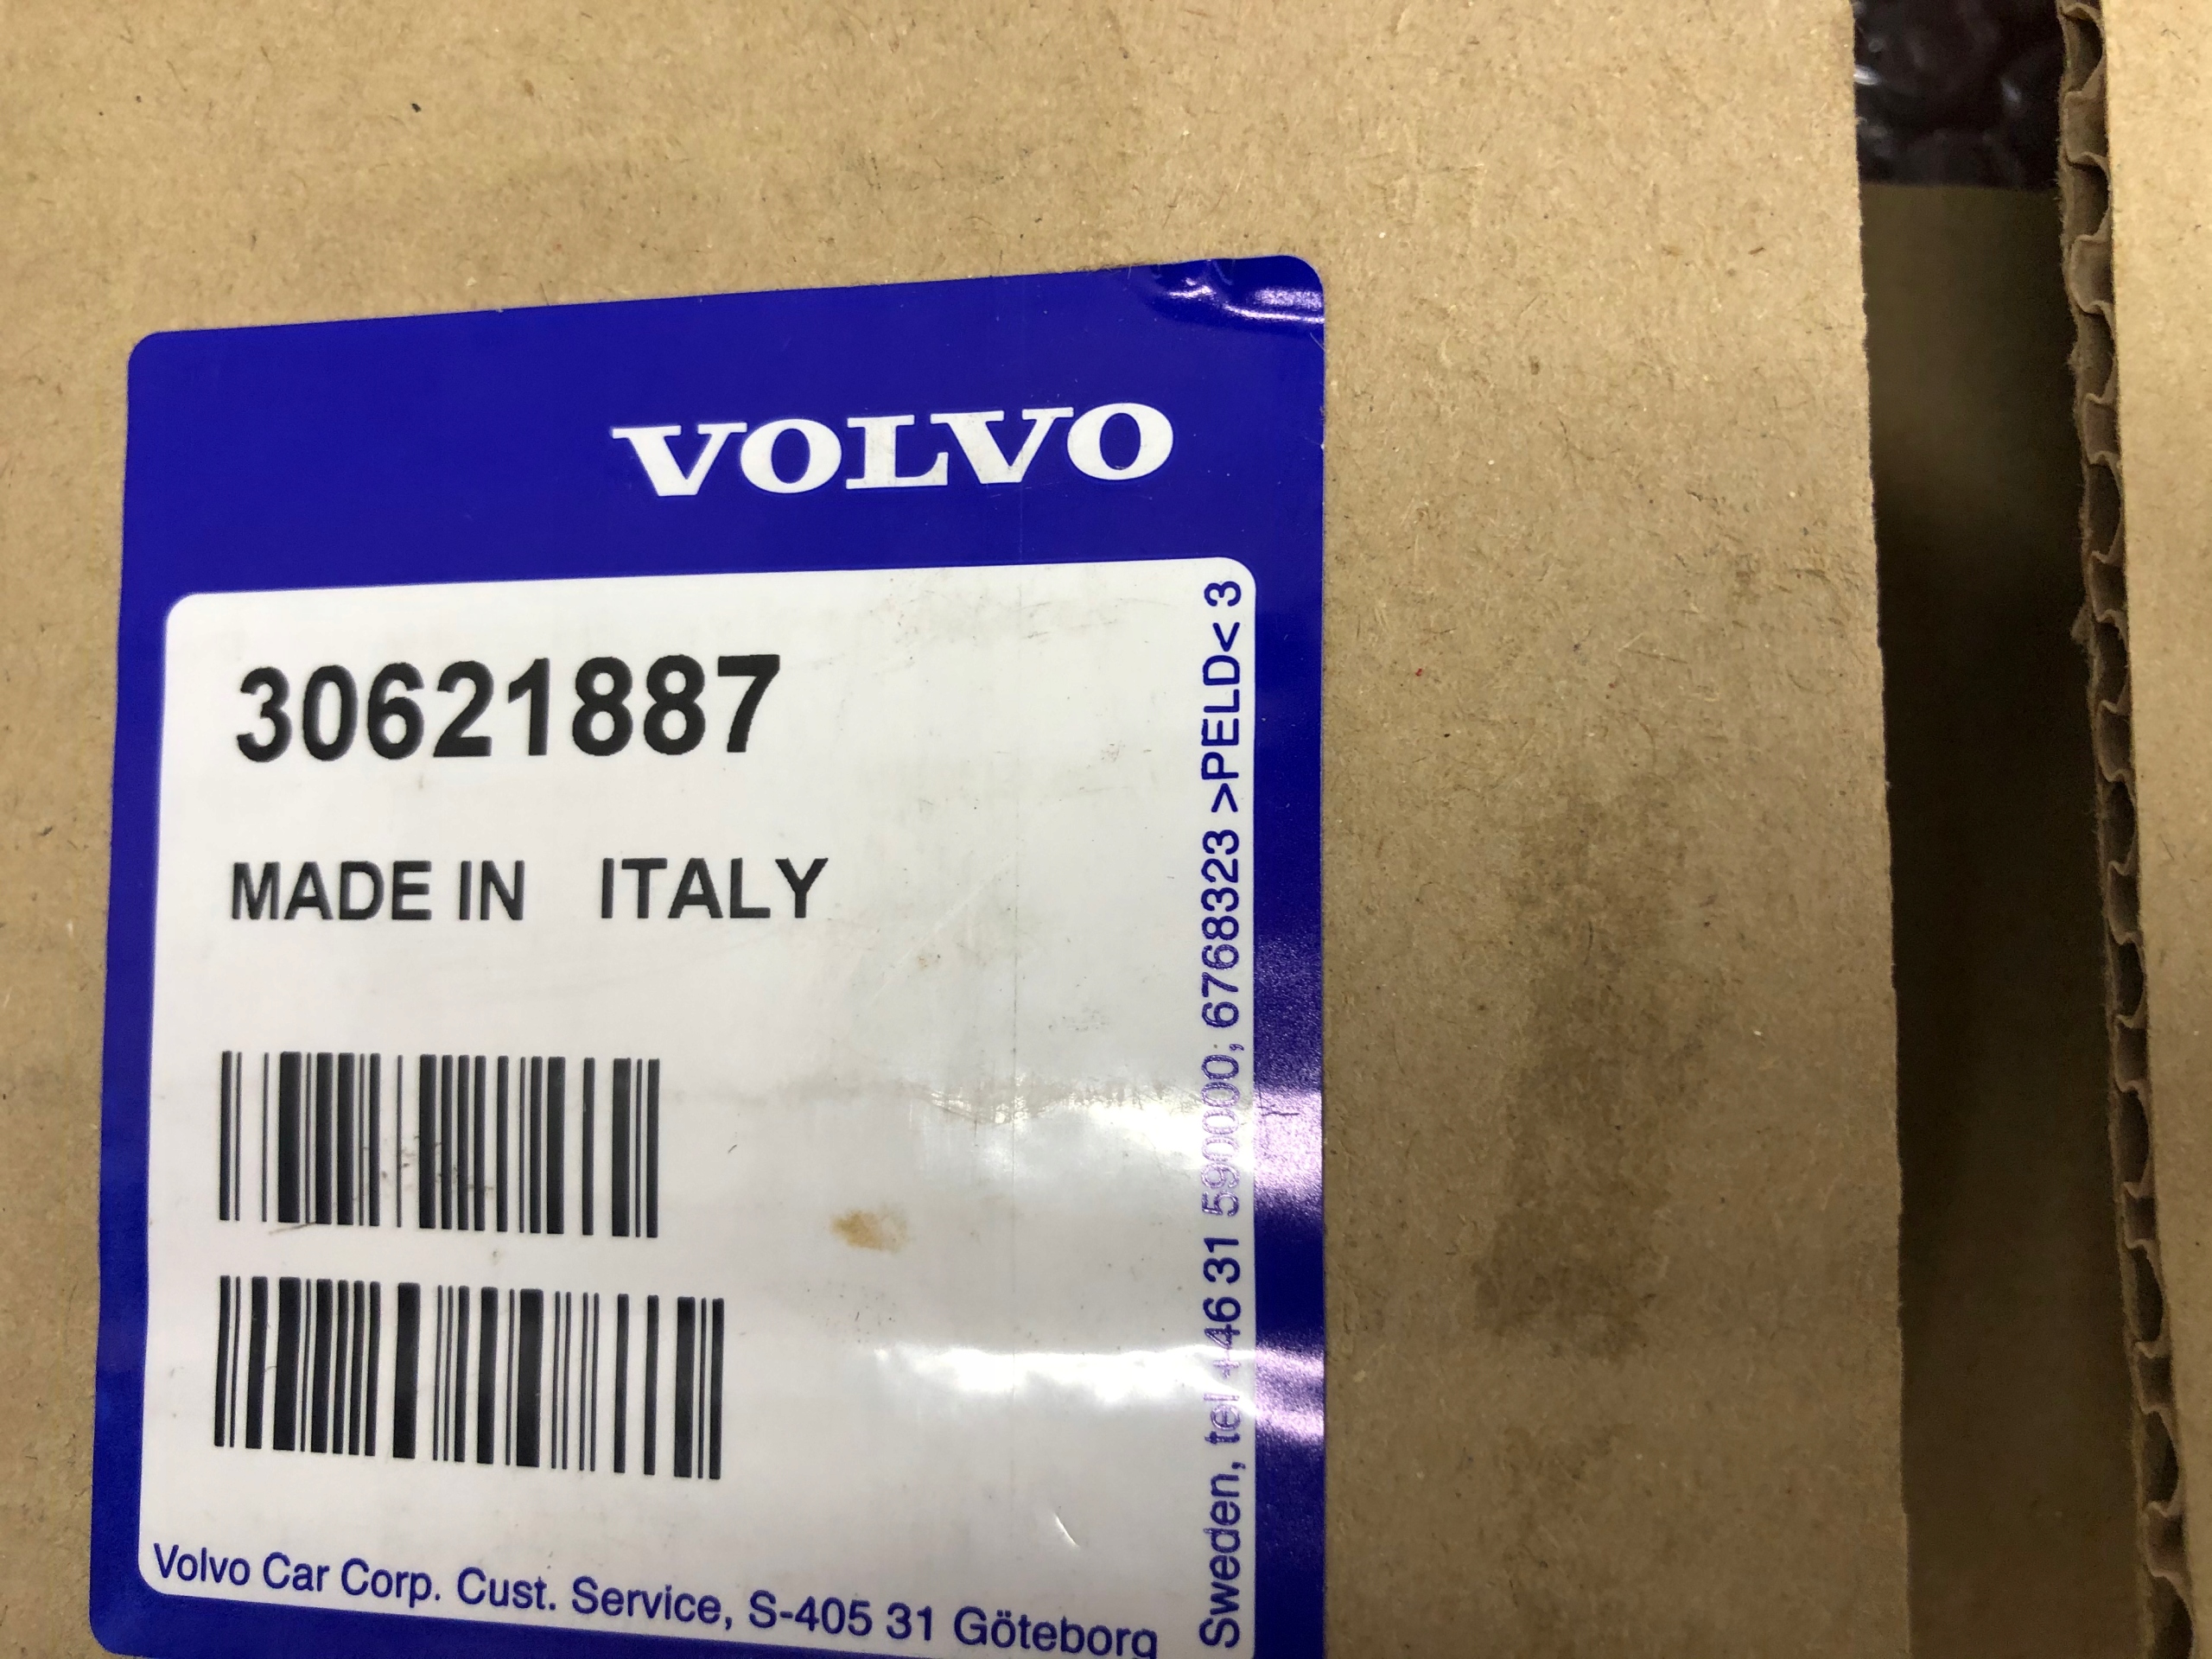 VOLVO
30621887
MADE IN ITALY
Volvo Car Corp. Cust. Service, S-405 31 Göteborg
Sweden, tel +46 31 590000; 6768323 >PELD< 3